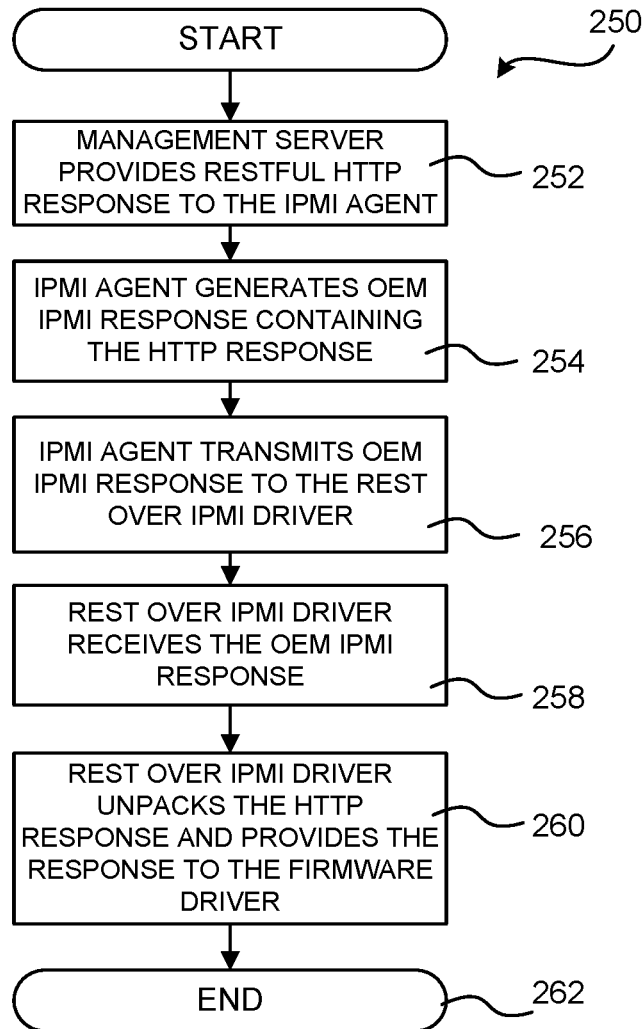 START
250
MANAGEMENT SERVER
PROVIDES RESTFUL HTTP
RESPONSE TO THE IPMI AGENT
252
IPMI AGENT GENERATES OEM
IPMI RESPONSE CONTAINING
THE HTTP RESPONSE
254
IPMI AGENT TRANSMITS OEM
IPMI RESPONSE TO THE REST
OVER IPMI DRIVER
256
REST OVER IPMI DRIVER
RECEIVES THE OEM IPMI
RESPONSE
258
REST OVER IPMI DRIVER
UNPACKS THE HTTP
RESPONSE AND PROVIDES THE
RESPONSE TO THE FIRMWARE
DRIVER
260
END
262